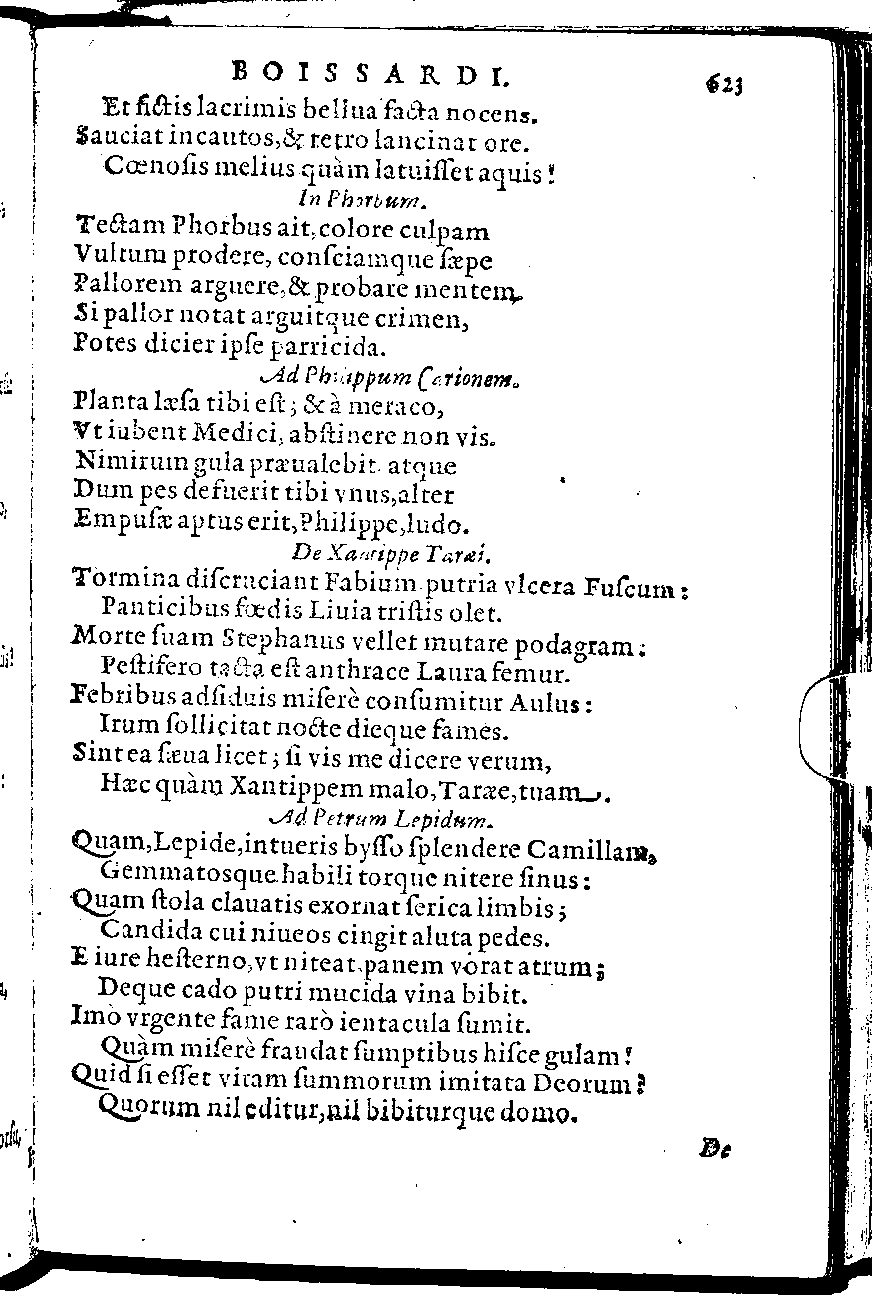 BOISSARDI. 623
Et fictis lacrimis bellua facta nocens.
Sauciat incautos, & retro lancinat ore.
Cœnoſis melius quàm latuiſſet aquis!
In Phorbum.
Tectam Phorbus ait, colore culpam
Vultum prodere, conſciamque ſæpe
Pallorem arguere, & probare mentem,
Si pallor notat arguitque crimen,
Potes dicier ipſe parricida.
Ad Philippum Carionem.
Planta læſa tibi eſt; & à meraco,
Vt iubent Medici, abſtinere non vis.
Nimirum gula præualebit. atque
Dum pes defuerit tibi vnus, alter
Empuſæ aptus erit, Philippe, ludo.
De Xantippe Taræi.
Tormina diſcruciant Fabium. putria vlcera Fuſcum:
Panticibus fœdis Liuia triſtis olet.
Morte ſuam Stephanus vellet mutare podagram;
Peſtifero tacta eſt anthrace Laura femur.
Febribus adſiduis miſerè conſumitur Aulus:
Irum ſollicitat nocte dieque fames.
Sint ea ſæua licet; ſi vis me dicere verum,
Hæc quàm Xantippem malo, Taræe, tuam.
Ad Petrum Lepidum.
Quam, Lepide, intueris byſſo ſplendere Camillam,
Gemmatosque habili torque nitere ſinus:
Quam ſtola clauatis exornat ſerica limbis;
Candida cui niueos cingit aluta pedes.
E iure heſterno, vt niteat, panem vorat atrum;
Deque cado putri mucida vina bibit.
Imò vrgente fame rarò ientacula ſumit.
Quàm miſerè fraudat ſumptibus hiſce gulam!
Quid ſi eſſet vitam ſummorum imitata Deorum?
Quorum nil editur, nil bibiturque domo.
De